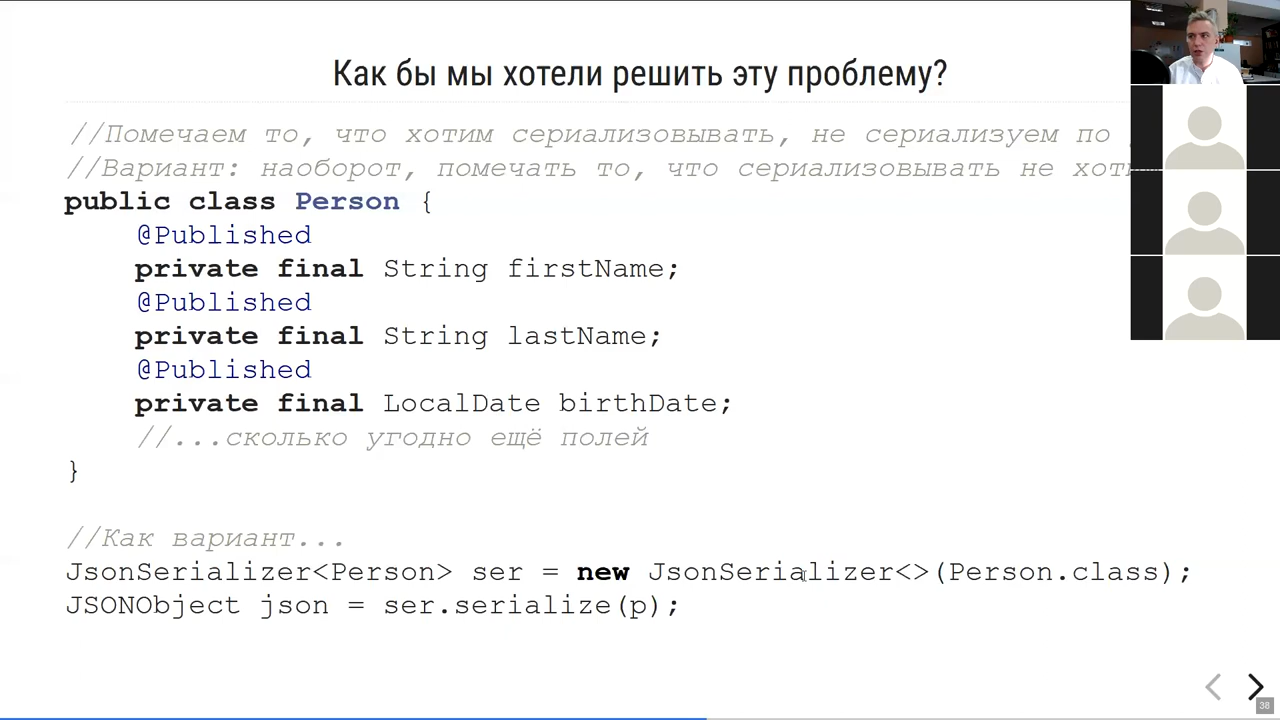 Как бы мы хотели решить эту проблему?
//Помечаем то, что хотим сериализовывать, не сериализуем по
//Вариант: наоборот, помечать то, что сериализовывать не
public class Person {
@Published
private final String firstName;
@Published
private final String lastName;
@Published
private final LocalDate birthDate;
//...сколько угодно ещё полей
}
//Как вариант...
JsonSerializer<Person> ser = new JsonSerializer<>(Person.class);
JSONObject json = ser.serialize(p);
38